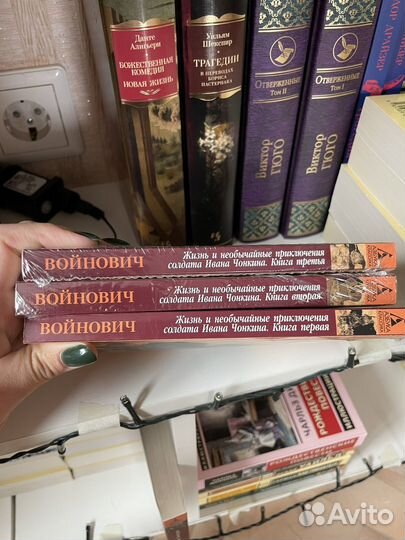 Данте
Алигьери
БОЖЕСТВЕННАЯ
КОМЕДИЯ
НОВАЯ ЖИЗНЬ
Уильям
Шекспир
ТРАГЕДИИ
В ПЕРЕВОДАХ
БОРИСА
ПАСТЕРНАКА
ОТВЕРЖЕННЫЕ
ТОМ II
Виктор
ГЮГО
ОТВЕРЖЕННЫЕ
ТОМ I
Виктор
ГЮГО
ВОЙНОВИЧ
Жизнь и необычайные приключения
солдата Ивана Чонкина. Книга третья
ВОЙНОВИЧ
Жизнь и необычайные приключения
солдата Ивана Чонкина. Книга вторая
ВОЙНОВИЧ
Жизнь и необычайные приключения
солдата Ивана Чонкина. Книга первая
ЧАРЛЬЗ
РОЖДЕСТВЕНСКИЕ
Avito